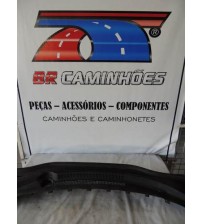 ®
BR CAMINHÕES
PEÇAS – ACESSÓRIOS – COMPONENTES
CAMINHÕES E CAMINHONETES